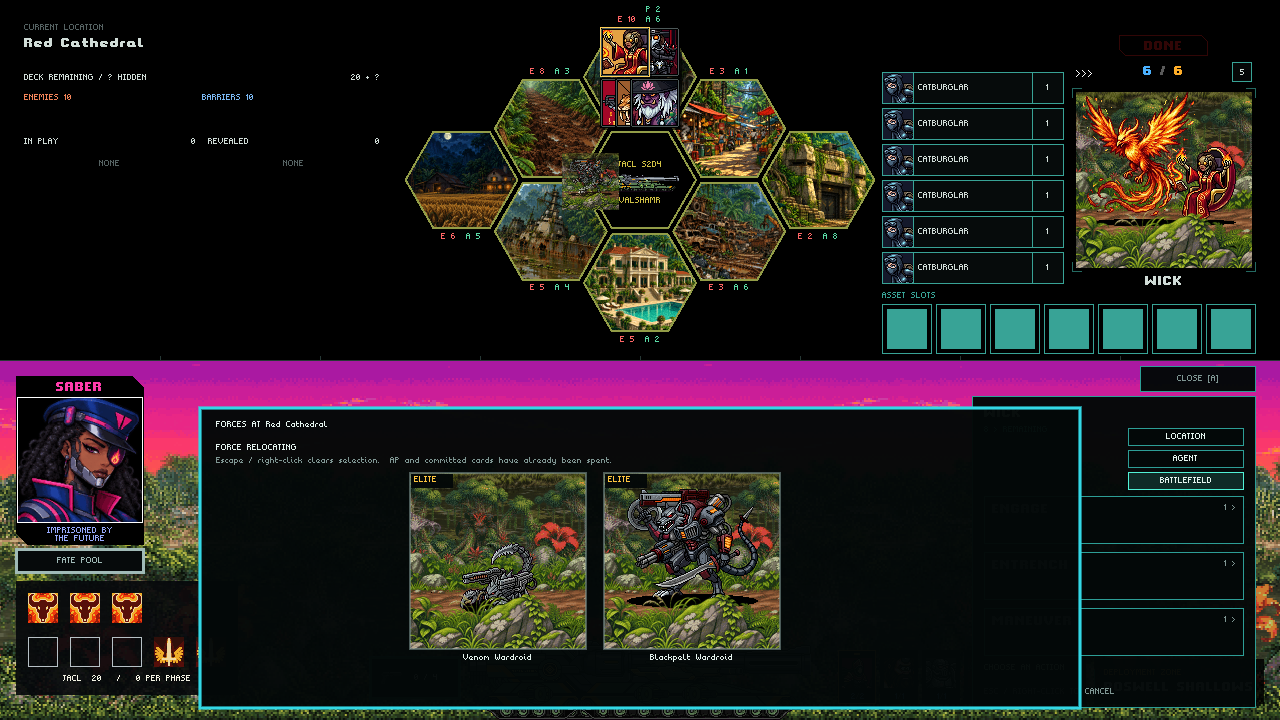 CURRENT LOCATION
Red Cathedral
DECK REMAINING / ? HIDDEN 20 + ?
ENEMIES 10 BARRIERS 10
IN PLAY 0 REVEALED 0
NONE NONE
P 2
E 10 A 6
E 8 A 3
E 3 A 1
JACL S2D4
VALSHAMR
E 6 A 5
E 2 A 8
E 5 A 4
E 3 A 6
E 5 A 2
CATBURGLAR 1
CATBURGLAR 1
CATBURGLAR 1
CATBURGLAR 1
CATBURGLAR 1
CATBURGLAR 1
ASSET SLOTS
DONE
>>> 6 / 6 5
WICK
SABER
IMPRISONED BY
THE FUTURE
FATE POOL
JACL 20 / 0 PER PHASE
CLOSE [A]
FORCES AT Red Cathedral
FORCE RELOCATING
Escape / right-click clears selection. AP and committed cards have already been spent.
ELITE
Venom Wardroid
ELITE
Blackpelt Wardroid
LOCATION
AGENT
BATTLEFIELD
1 >
1 >
1 >
CANCEL